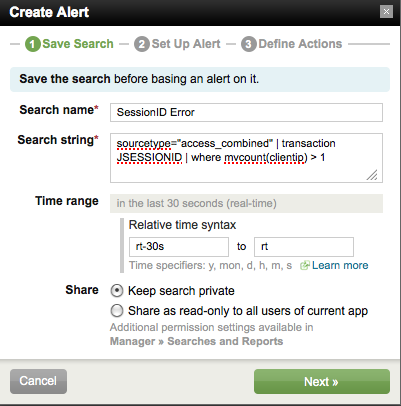 Create Alert
1 Save Search 2 Set Up Alert 3 Define Actions
Save the search before basing an alert on it.
Search name* SessionID Error
Search string* sourcetype="access_combined" | transaction
JSESSIONID | where mvcount(clientip) > 1
Time range in the last 30 seconds (real-time)
Relative time syntax
rt-30s to rt
Time specifiers: y, mon, d, h, m, s Learn more
Share Keep search private
Share as read-only to all users of current app
Additional permission settings available in
Manager » Searches and Reports
Cancel Next »